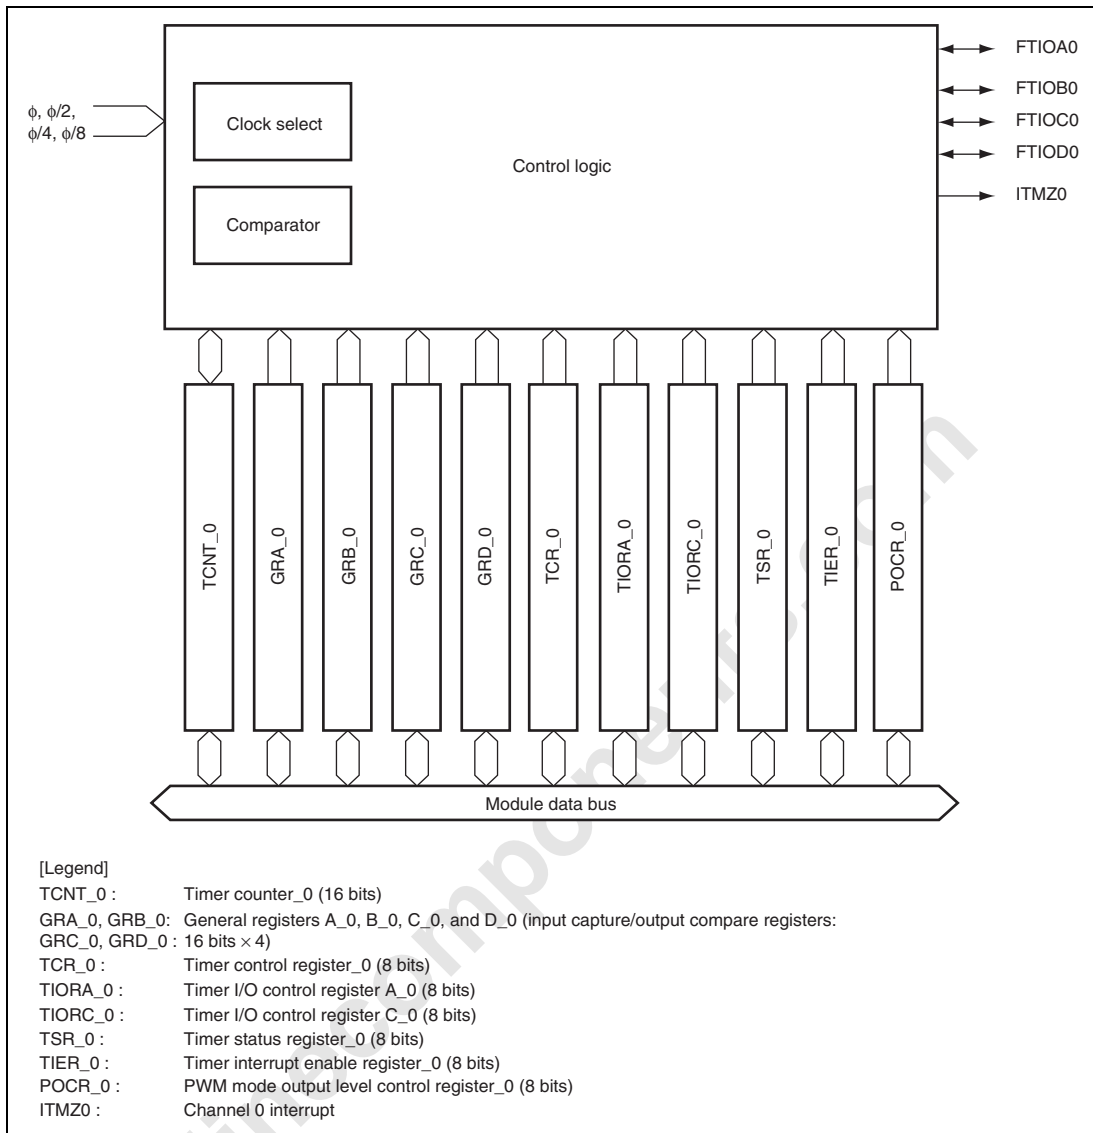 φ, φ/2,
φ/4, φ/8
Clock select
Comparator
Control logic
FTIOA0
FTIOB0
FTIOC0
FTIOD0
ITMZ0
TCNT_0
GRA_0
GRB_0
GRC_0
GRD_0
TCR_0
TIORA_0
TIORC_0
TSR_0
TIER_0
POCR_0
Module data bus
[Legend]
TCNT_0 : Timer counter_0 (16 bits)
GRA_0, GRB_0: General registers A_0, B_0, C_0, and D_0 (input capture/output compare registers:
GRC_0, GRD_0 : 16 bits × 4)
TCR_0 : Timer control register_0 (8 bits)
TIORA_0 : Timer I/O control register A_0 (8 bits)
TIORC_0 : Timer I/O control register C_0 (8 bits)
TSR_0 : Timer status register_0 (8 bits)
TIER_0 : Timer interrupt enable register_0 (8 bits)
POCR_0 : PWM mode output level control register_0 (8 bits)
ITMZ0 : Channel 0 interrupt